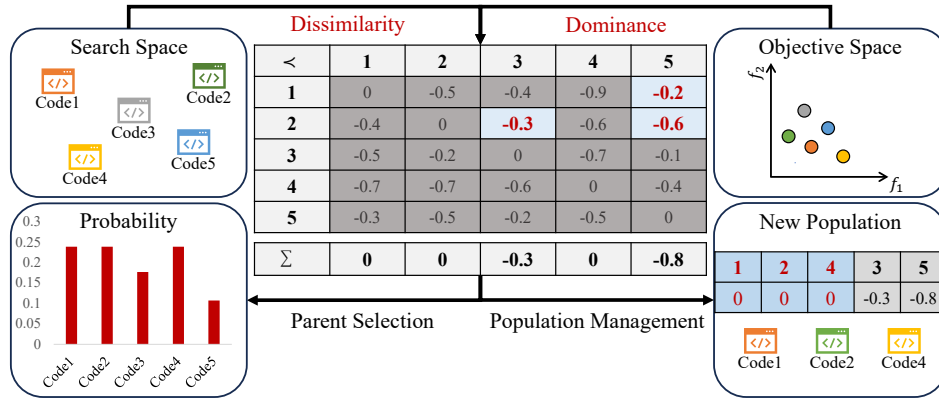 Dissimilarity Dominance
Search Space
</>
Code1
</>
Code2
</>
Code3
</>
Code4
</>
Code5
≺ 1 2 3 4 5
1 0 -0.5 -0.4 -0.9 -0.2
2 -0.4 0 -0.3 -0.6 -0.6
3 -0.5 -0.2 0 -0.7 -0.1
4 -0.7 -0.7 -0.6 0 -0.4
5 -0.3 -0.5 -0.2 -0.5 0
Σ 0 0 -0.3 0 -0.8
Objective Space
f₂
f₁
Probability
0.3
0.25
0.2
0.15
0.1
0.05
0
Code1 Code2 Code3 Code4 Code5
Parent Selection Population Management
New Population
1 2 4 3 5
0 0 0 -0.3 -0.8
</> </> </>
Code1 Code2 Code4